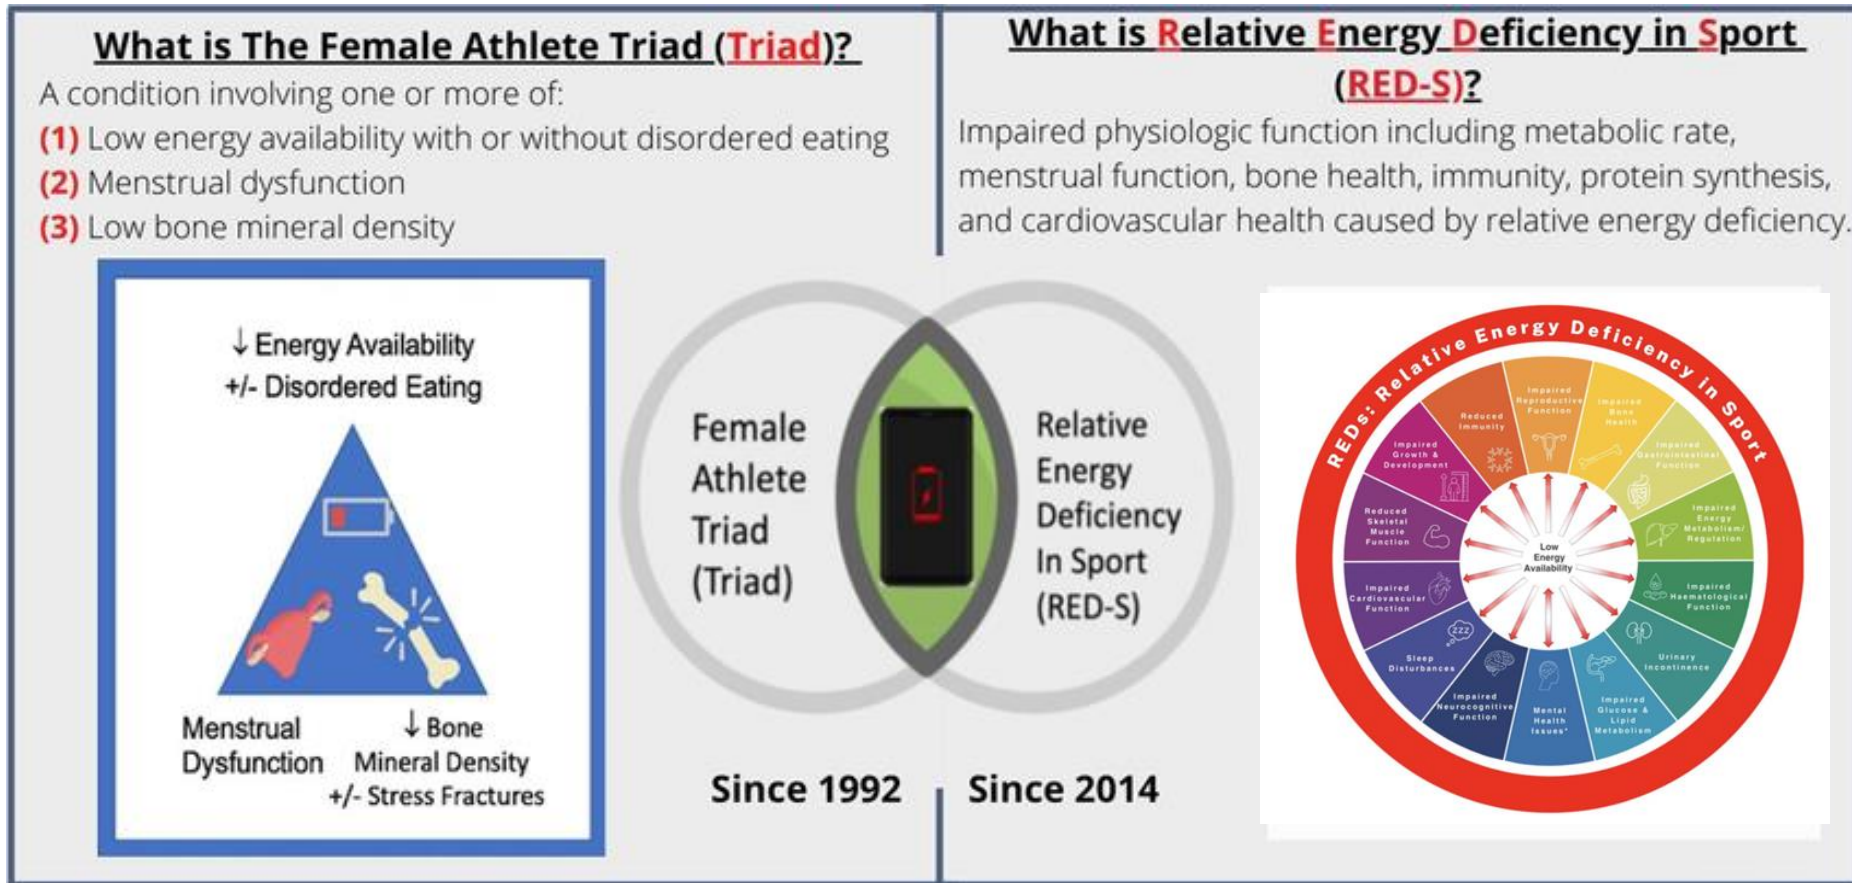 What is The Female Athlete Triad (Triad)?
A condition involving one or more of:
(1) Low energy availability with or without disordered eating
(2) Menstrual dysfunction
(3) Low bone mineral density
↓ Energy Availability
+/- Disordered Eating
Menstrual
Dysfunction
↓ Bone
Mineral Density
+/- Stress Fractures
Female
Athlete
Triad
(Triad)
Since 1992
What is Relative Energy Deficiency in Sport
(RED-S)?
Impaired physiologic function including metabolic rate,
menstrual function, bone health, immunity, protein synthesis,
and cardiovascular health caused by relative energy deficiency.
Relative
Energy
Deficiency
In Sport
(RED-S)
Since 2014
REDs: Relative Energy Deficiency in Sport
Impaired
Reproductive
Function
Impaired
Bone
Health
Impaired
Gastrointestinal
Function
Impaired
Energy
Metabolism/
Regulation
Impaired
Haematological
Function
Urinary
Incontinence
Impaired
Glucose &
Lipid
Metabolism
Mental
Health
Issues*
Impaired
Neurocognitive
Function
Sleep
Disturbances
zzz
Impaired
Cardiovascular
Function
Reduced
Skeletal
Muscle
Function
Impaired
Growth &
Development
Reduced
Immunity
Low
Energy
Availability